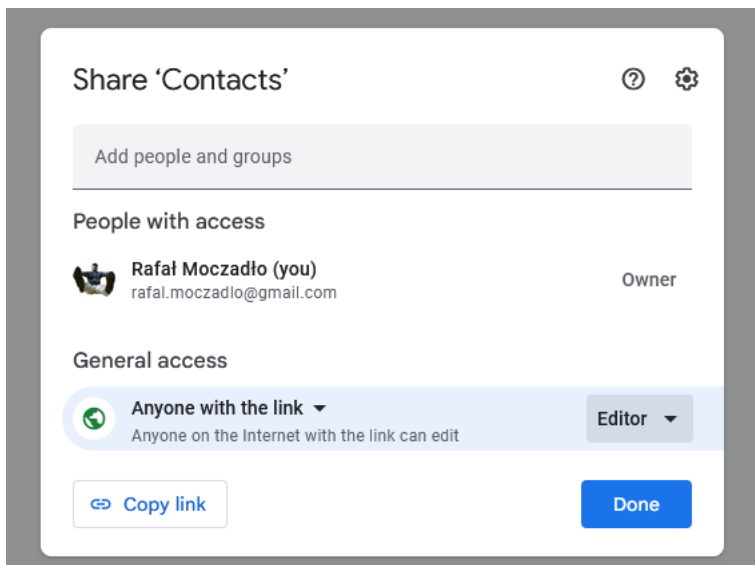 Share ‘Contacts’
Add people and groups
People with access
Rafał Moczadło (you)
rafal.moczadlo@gmail.com
Owner
General access
Anyone with the link
Anyone on the Internet with the link can edit
Editor
Copy link
Done